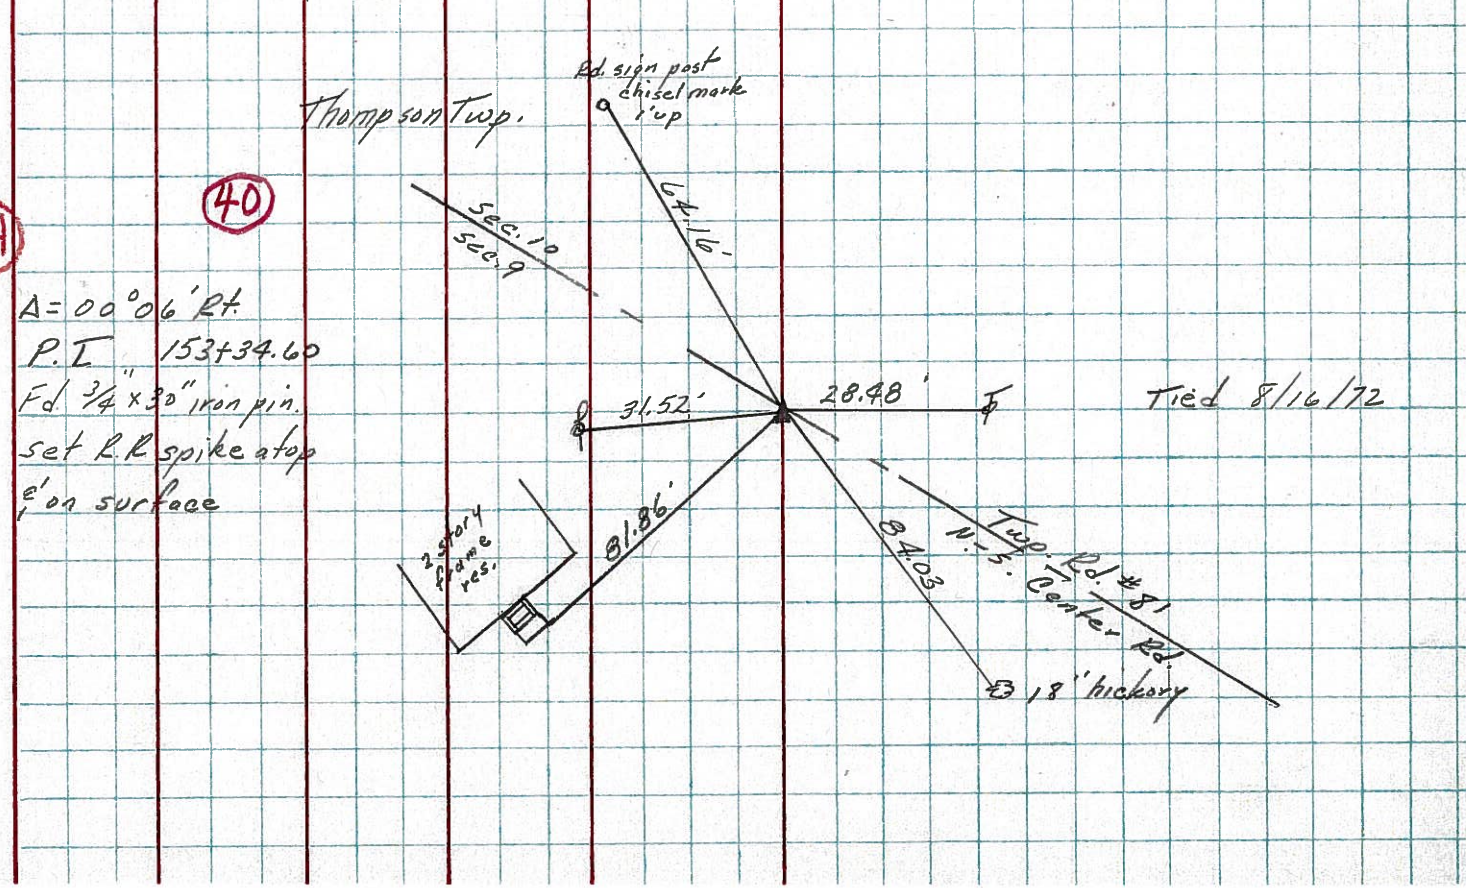 Rd. sign post
chisel mark
1' up
Thompson Twp.
40
64.16'
Sec. 10
Sec. 9
Δ = 00°06' Rt.
P.I. 153+34.60
Fd. 3/4" x 30" iron pin.
set R.R spike atop
on surface
31.52'
28.48'
Tied 8/16/72
81.86'
2 story
frame
res.
84.03
Twp. Rd. #81
N.-S. Center Rd.
18" hickory